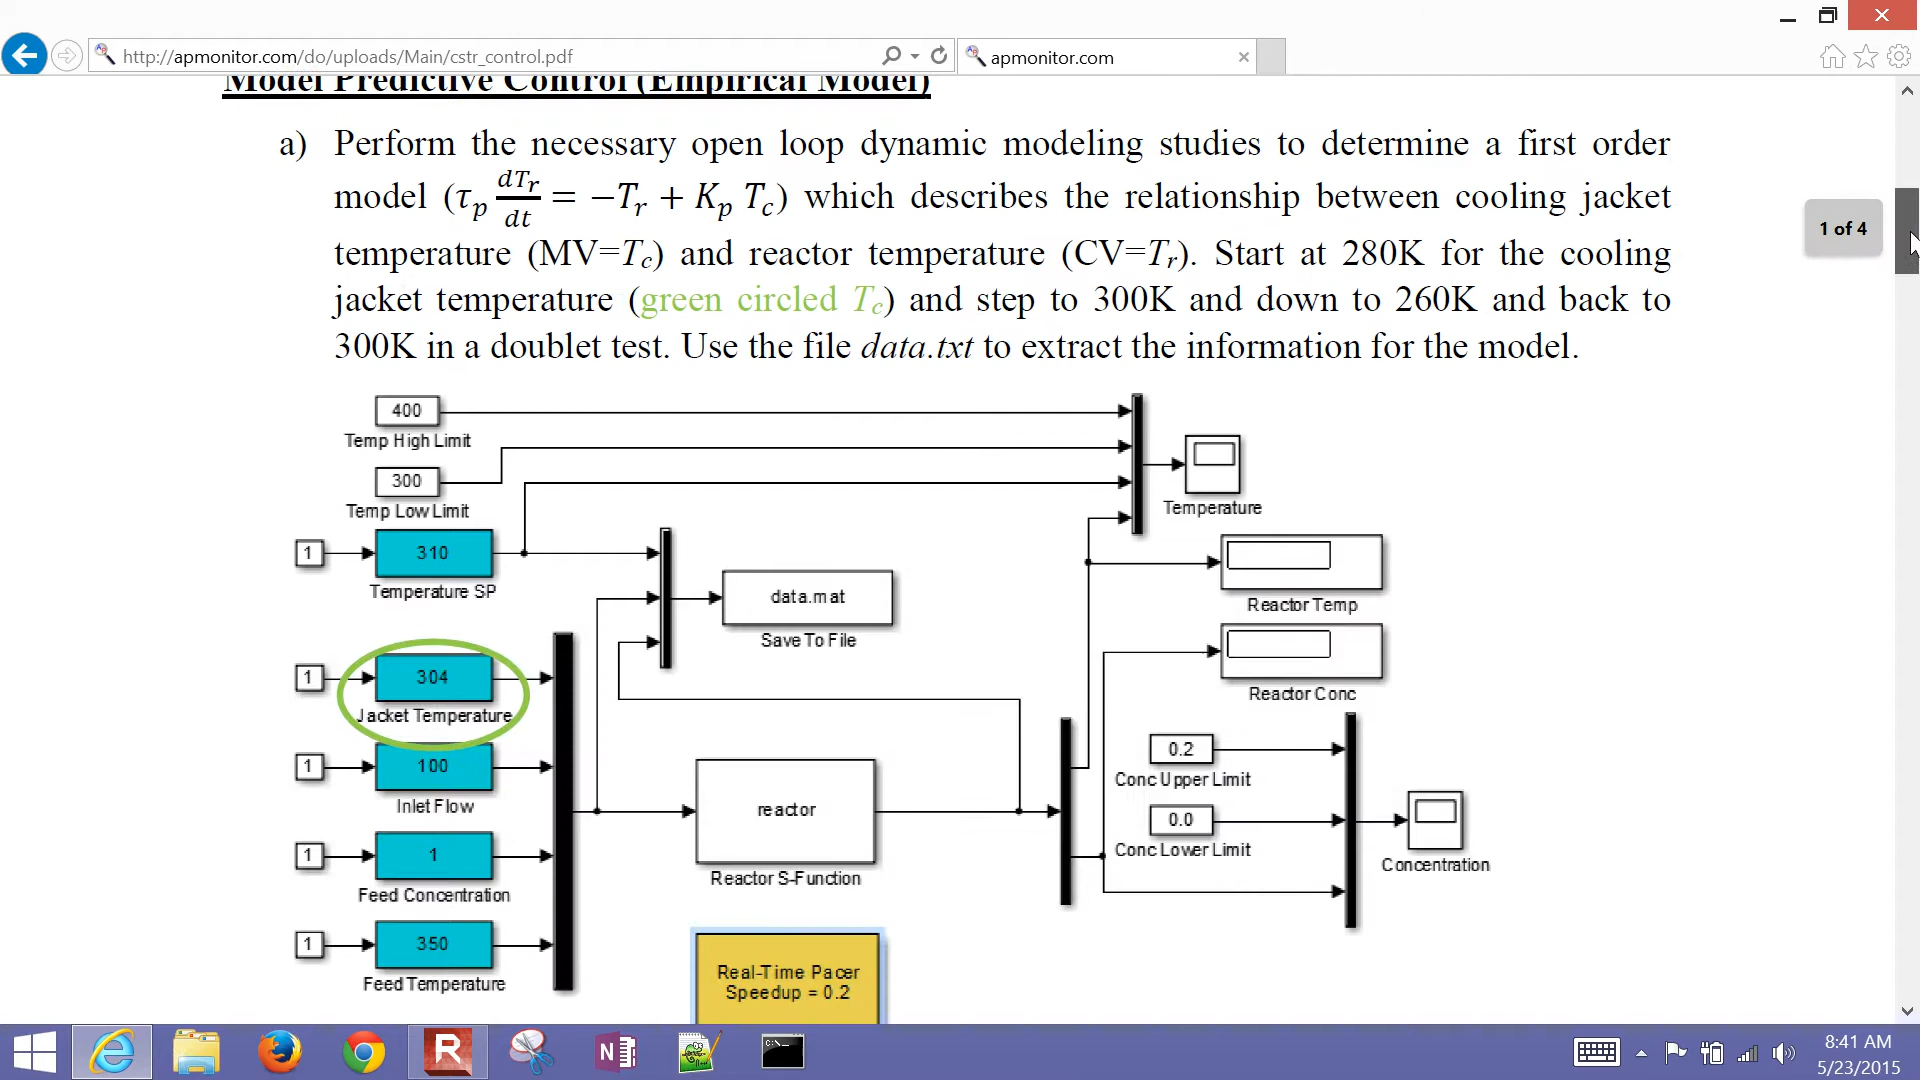 http://apmonitor.com/do/uploads/Main/cstr_control.pdf
apmonitor.com
Model Predictive Control (Empirical Model)
a) Perform the necessary open loop dynamic modeling studies to determine a first order
model (τp dTr/dt = −Tr + Kp Tc) which describes the relationship between cooling jacket
temperature (MV=Tc) and reactor temperature (CV=Tr). Start at 280K for the cooling
jacket temperature (green circled Tc) and step to 300K and down to 260K and back to
300K in a doublet test. Use the file data.txt to extract the information for the model.
1 of 4
400
Temp High Limit
300
Temp Low Limit
Temperature
1
310
Temperature SP
data.mat
Save To File
Reactor Temp
1
304
Jacket Temperature
Reactor Conc
1
100
Inlet Flow
0.2
Conc Upper Limit
reactor
Reactor S-Function
0.0
Conc Lower Limit
Concentration
1
1
Feed Concentration
1
350
Feed Temperature
Real-Time Pacer
Speedup = 0.2
R
N
C:\_
8:41 AM
5/23/2015